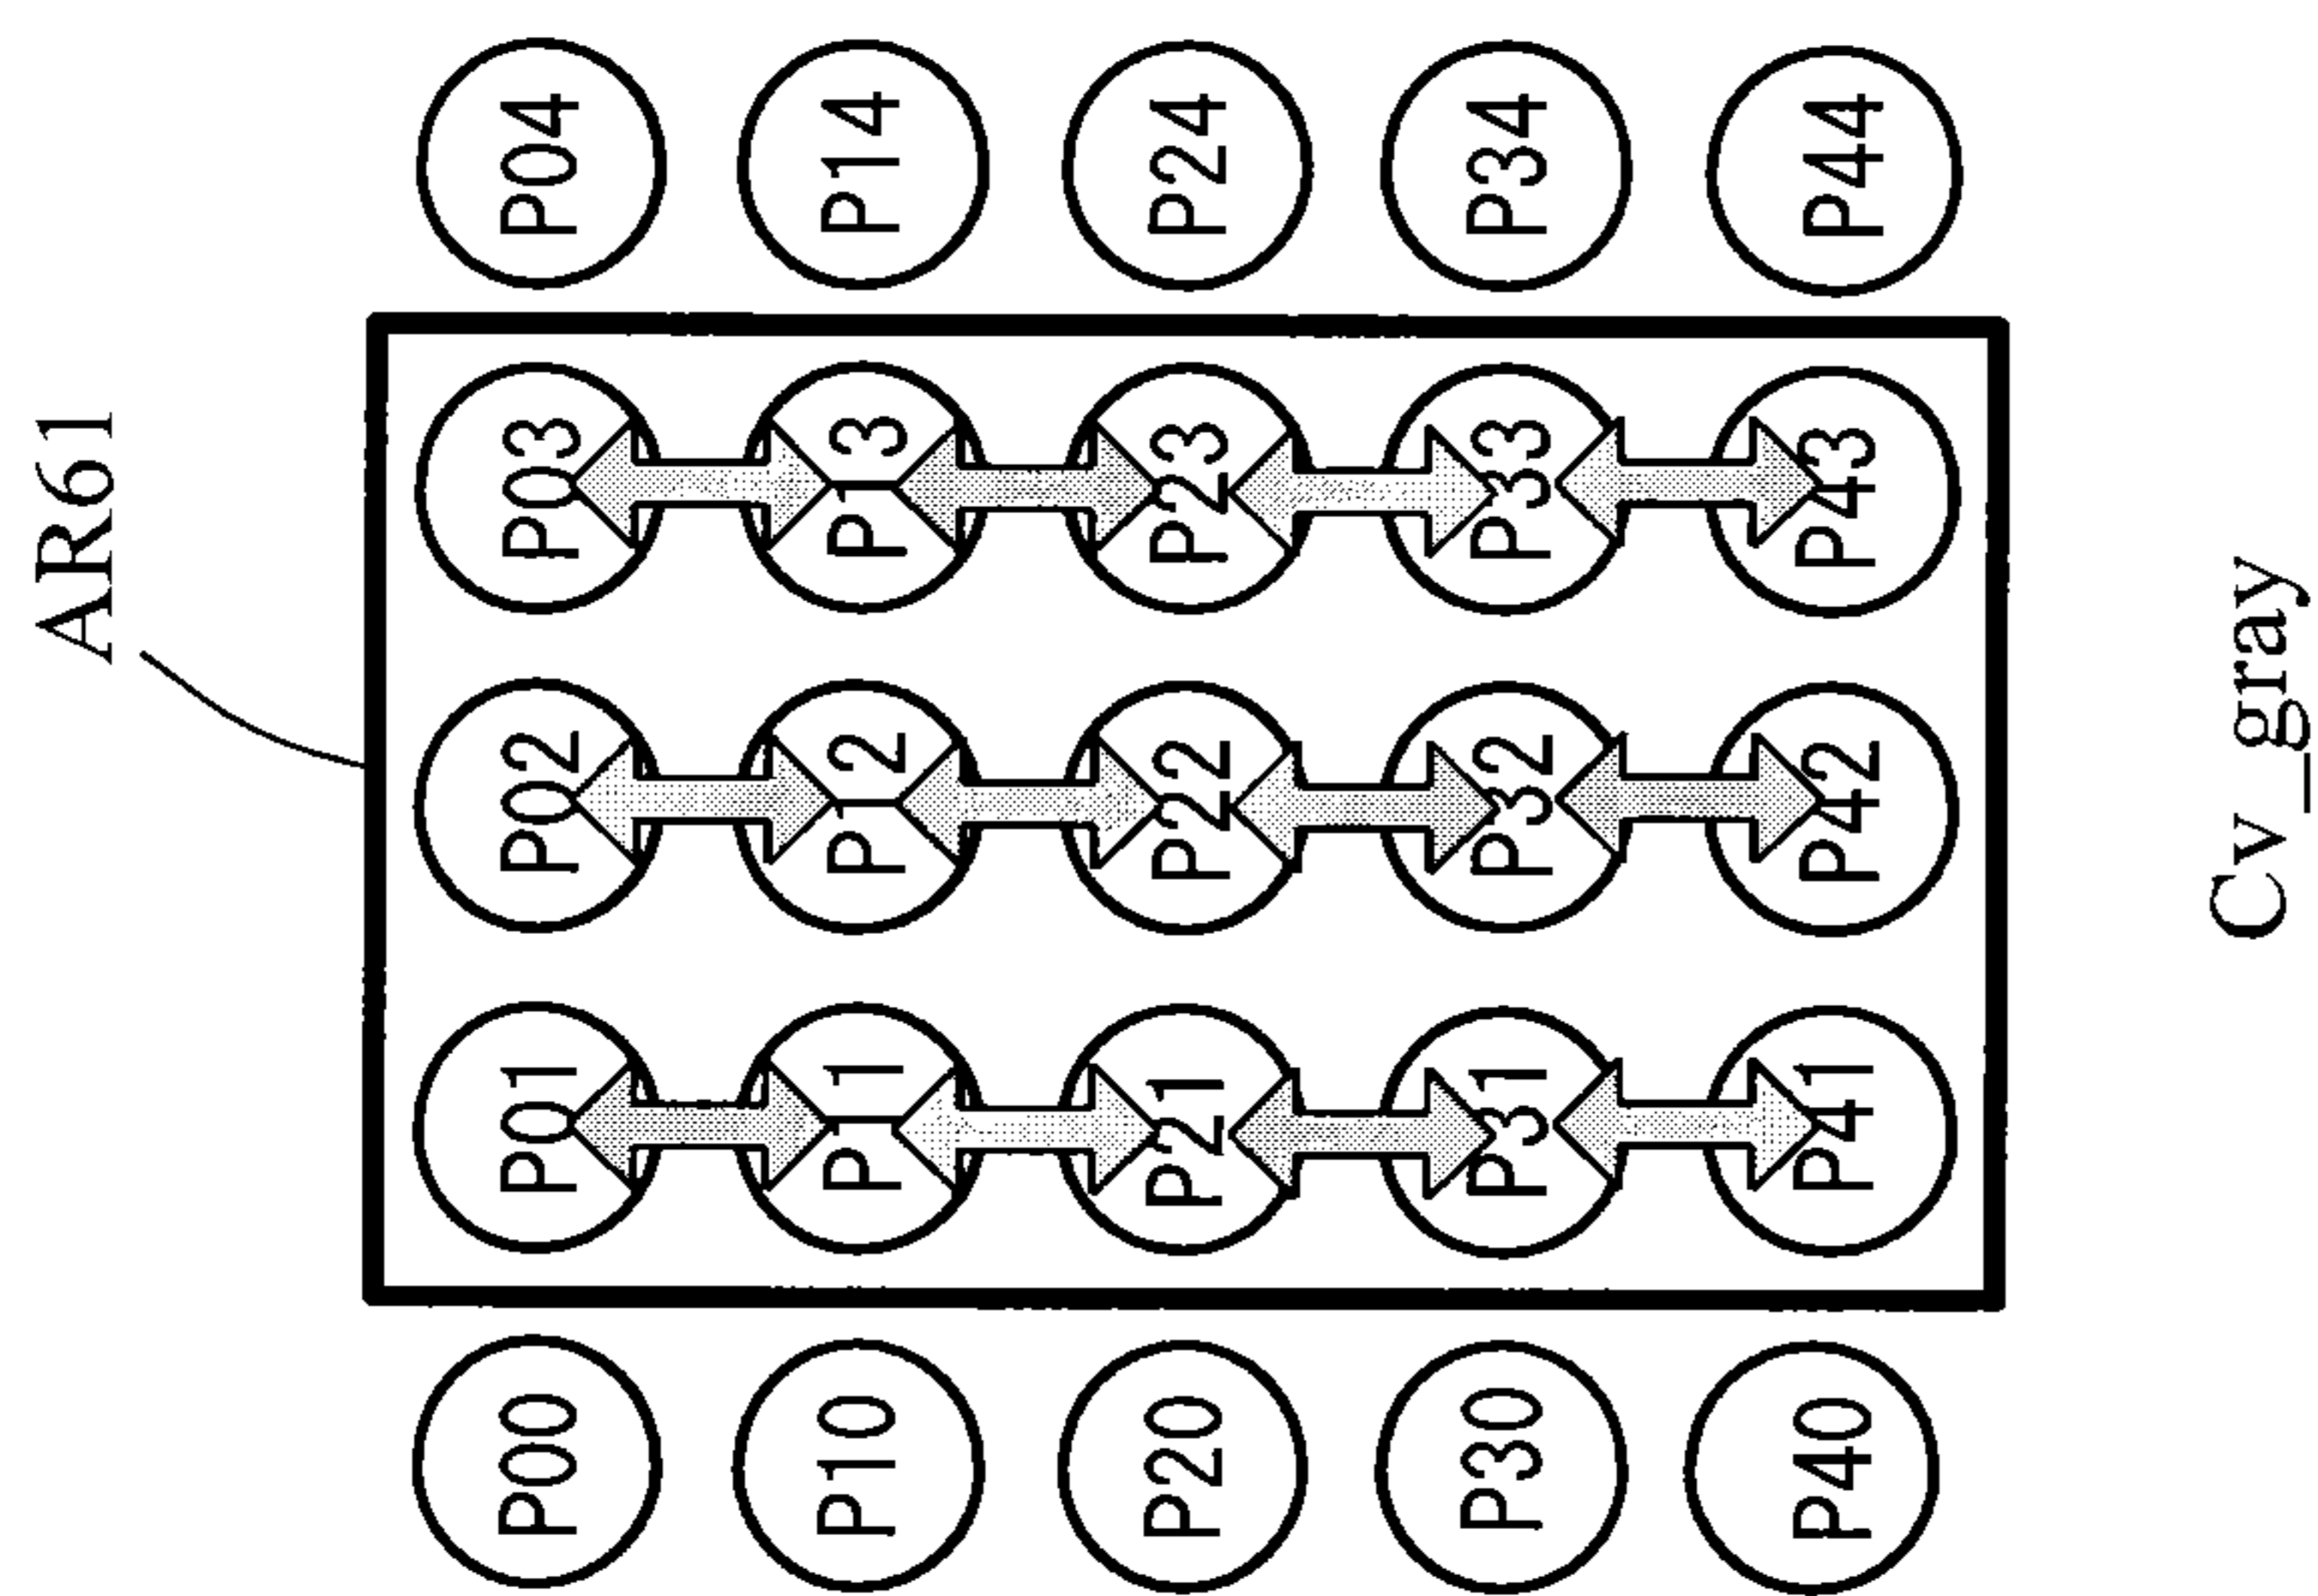 AR61
P00 P01 P02 P03 P04
P10 P11 P12 P13 P14
P20 P21 P22 P23 P24
P30 P31 P32 P33 P34
P40 P41 P42 P43 P44
Cv_gray